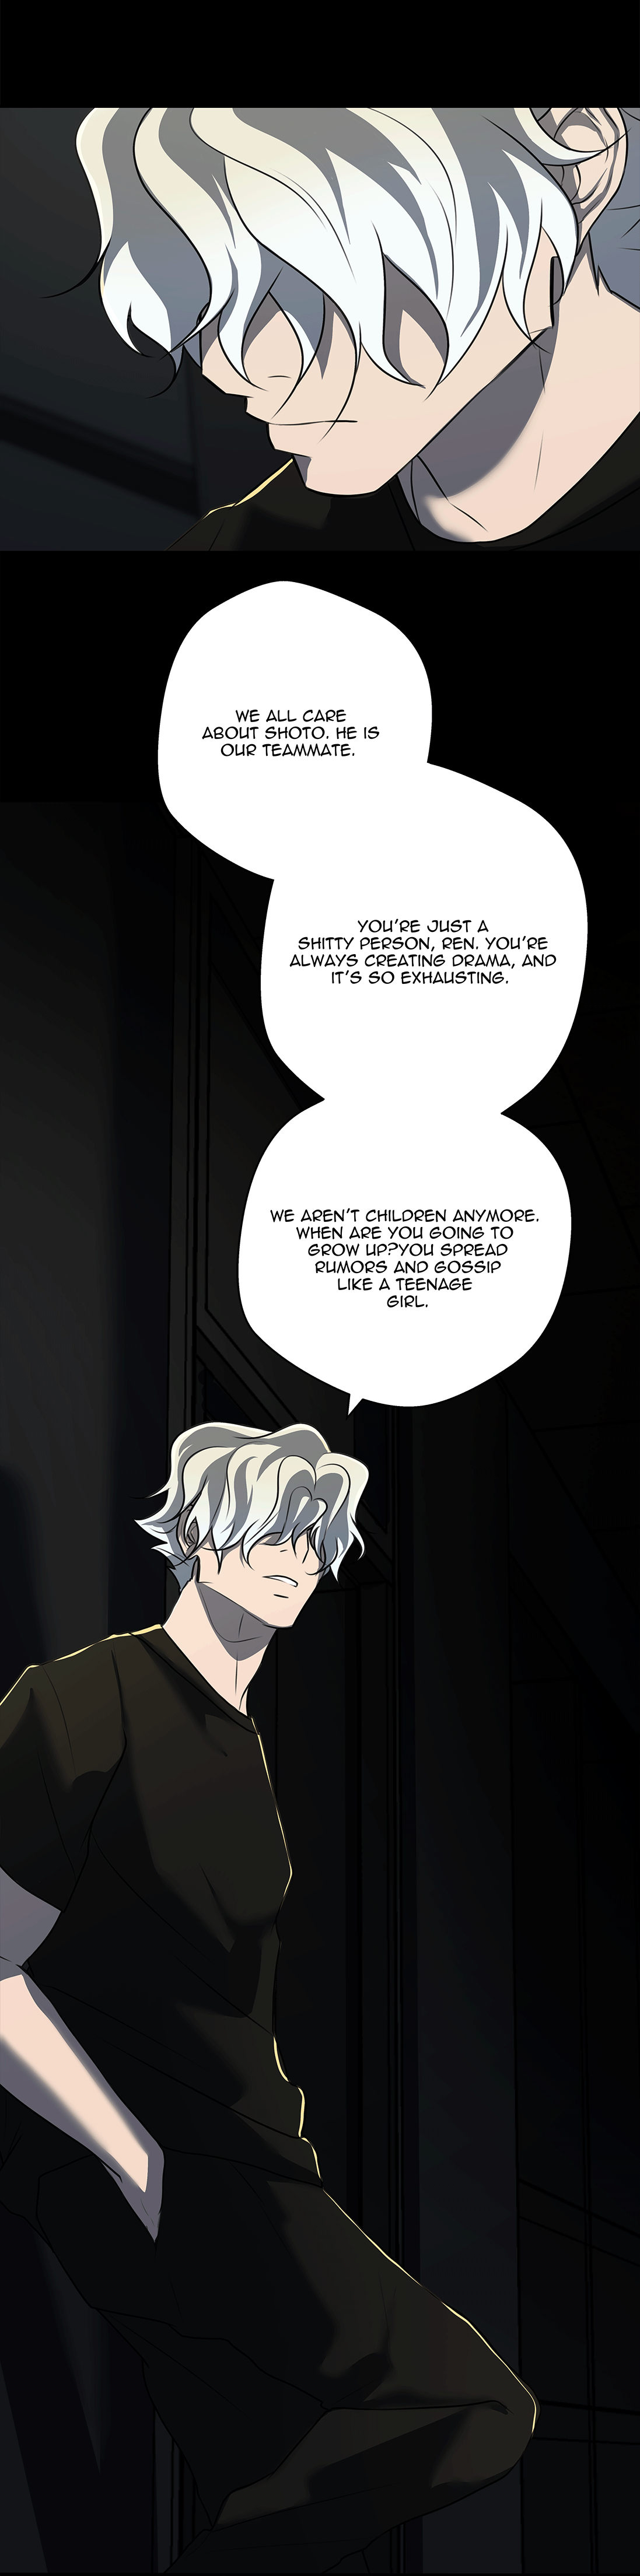 WE ALL CARE
ABOUT SHOTO. HE IS
OUR TEAMMATE.
YOU'RE JUST A
SHITTY PERSON, REN. YOU'RE
ALWAYS CREATING DRAMA, AND
IT'S SO EXHAUSTING.
WE AREN'T CHILDREN ANYMORE.
WHEN ARE YOU GOING TO
GROW UP?YOU SPREAD
RUMORS AND GOSSIP
LIKE A TEENAGE
GIRL.